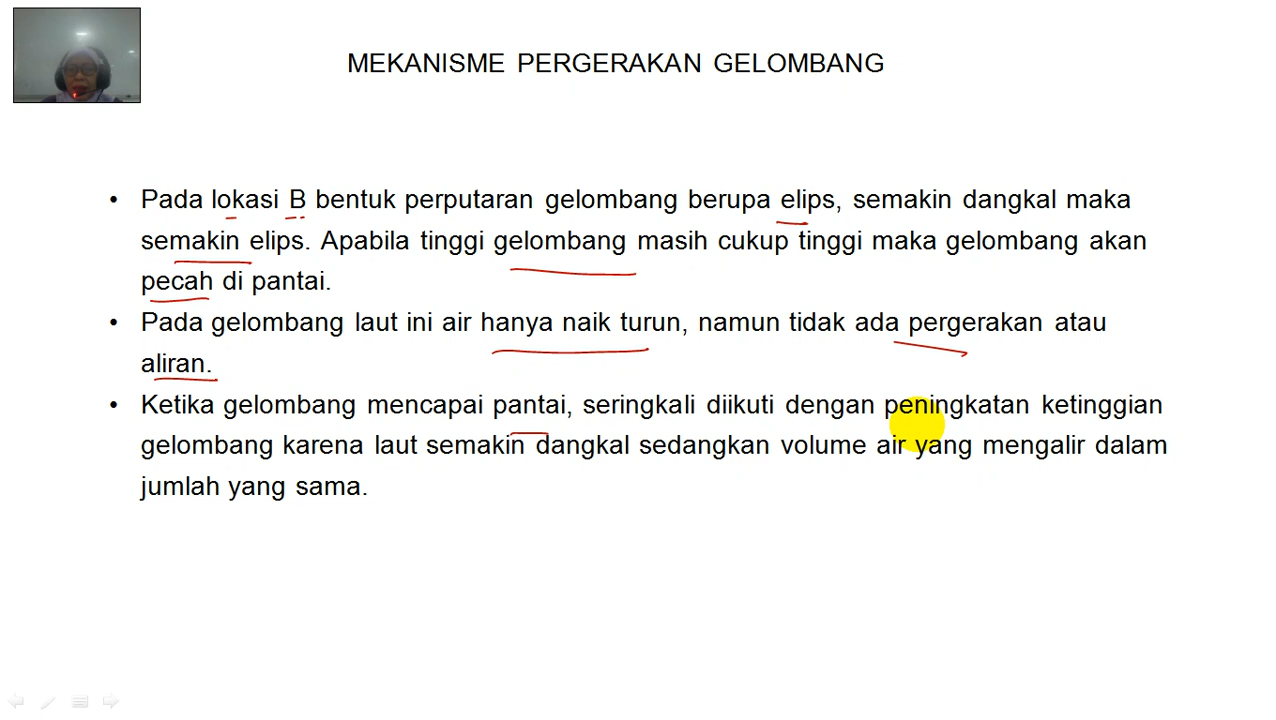 MEKANISME PERGERAKAN GELOMBANG
• Pada lokasi B bentuk perputaran gelombang berupa elips, semakin dangkal maka
semakin elips. Apabila tinggi gelombang masih cukup tinggi maka gelombang akan
pecah di pantai.
• Pada gelombang laut ini air hanya naik turun, namun tidak ada pergerakan atau
aliran.
• Ketika gelombang mencapai pantai, seringkali diikuti dengan peningkatan ketinggian
gelombang karena laut semakin dangkal sedangkan volume air yang mengalir dalam
jumlah yang sama.